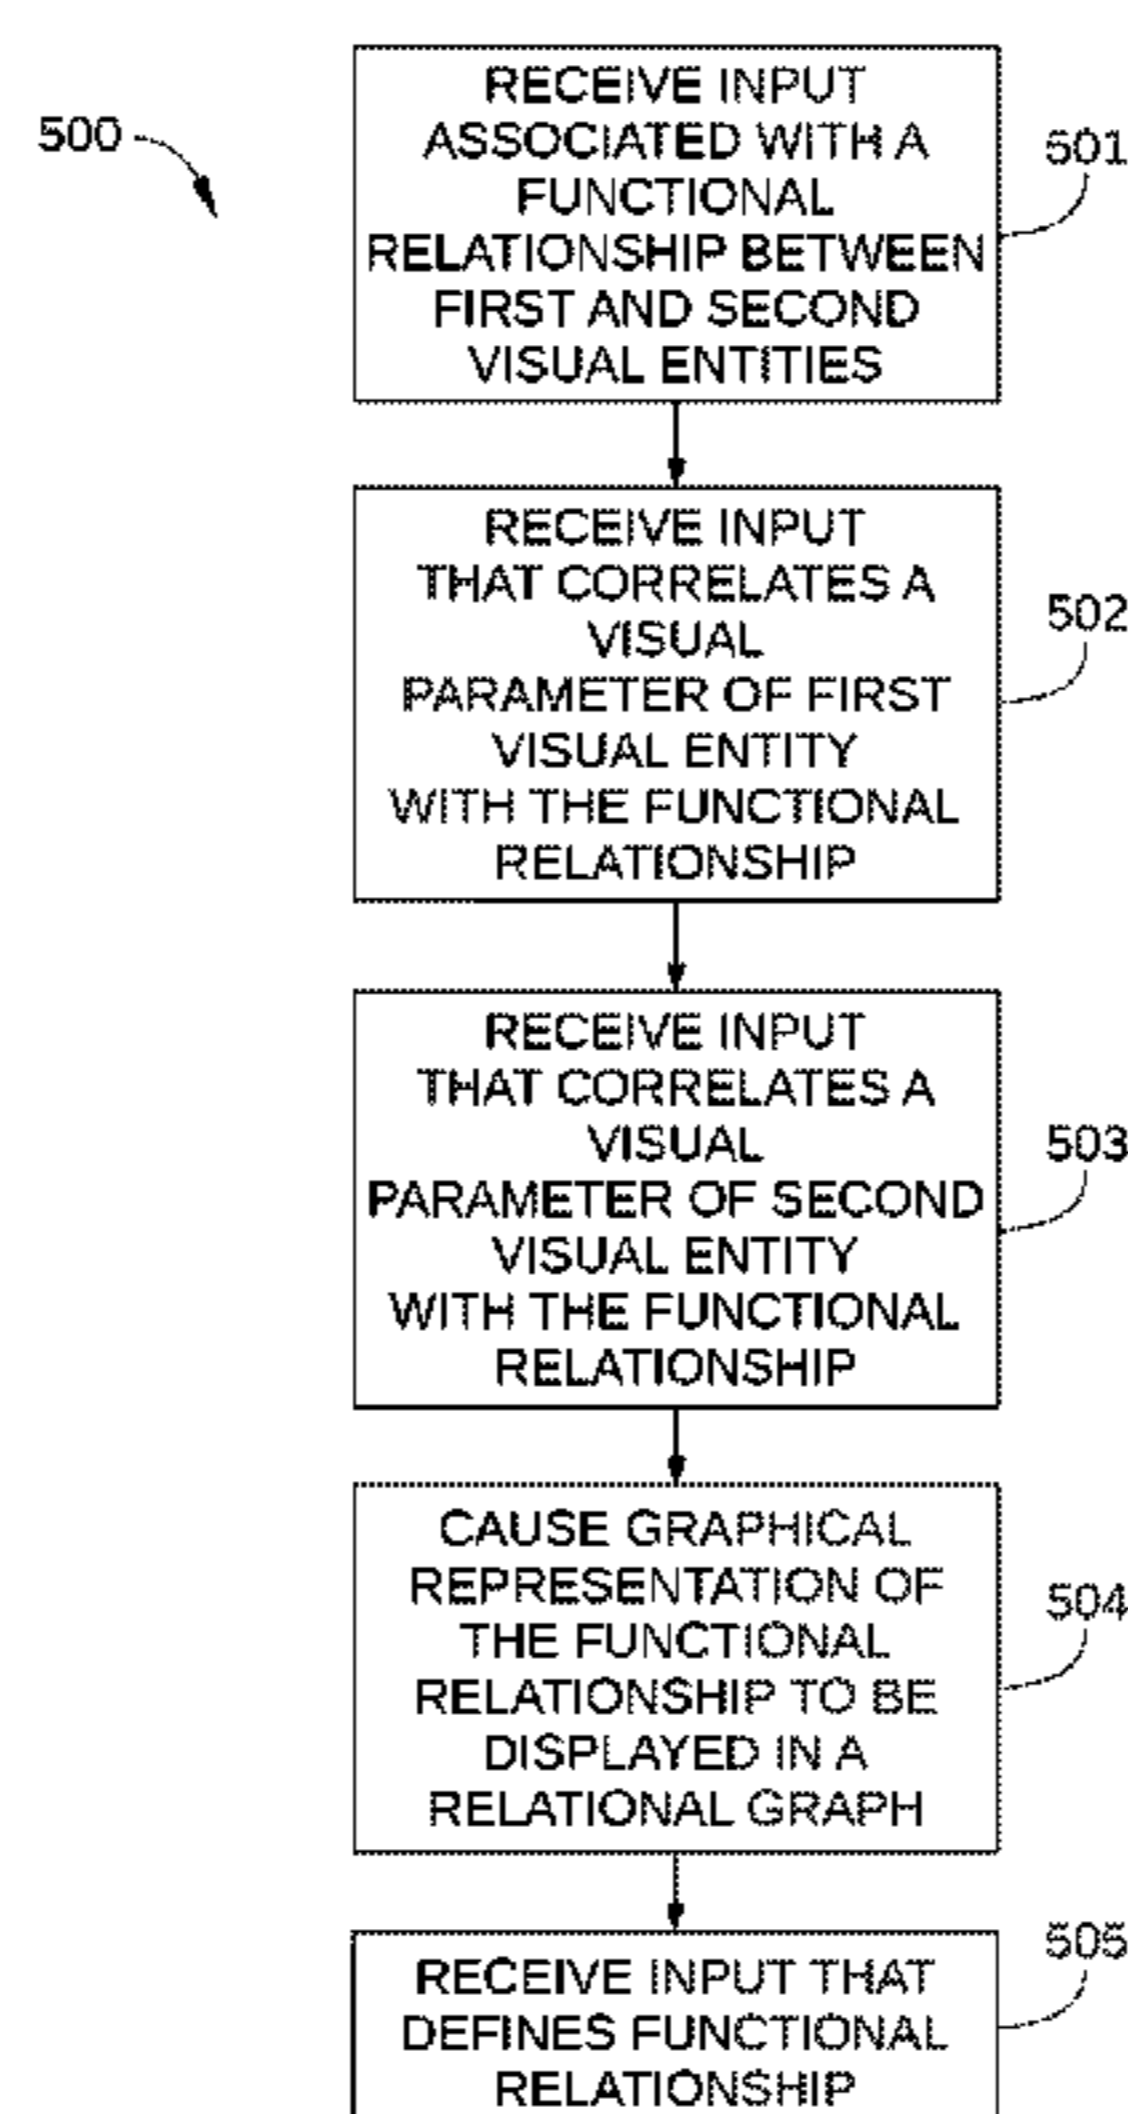 500
RECEIVE INPUT
ASSOCIATED WITH A
FUNCTIONAL
RELATIONSHIP BETWEEN
FIRST AND SECOND
VISUAL ENTITIES
501
RECEIVE INPUT
THAT CORRELATES A
VISUAL
PARAMETER OF FIRST
VISUAL ENTITY
WITH THE FUNCTIONAL
RELATIONSHIP
502
RECEIVE INPUT
THAT CORRELATES A
VISUAL
PARAMETER OF SECOND
VISUAL ENTITY
WITH THE FUNCTIONAL
RELATIONSHIP
503
CAUSE GRAPHICAL
REPRESENTATION OF
THE FUNCTIONAL
RELATIONSHIP TO BE
DISPLAYED IN A
RELATIONAL GRAPH
504
RECEIVE INPUT THAT
DEFINES FUNCTIONAL
RELATIONSHIP
505